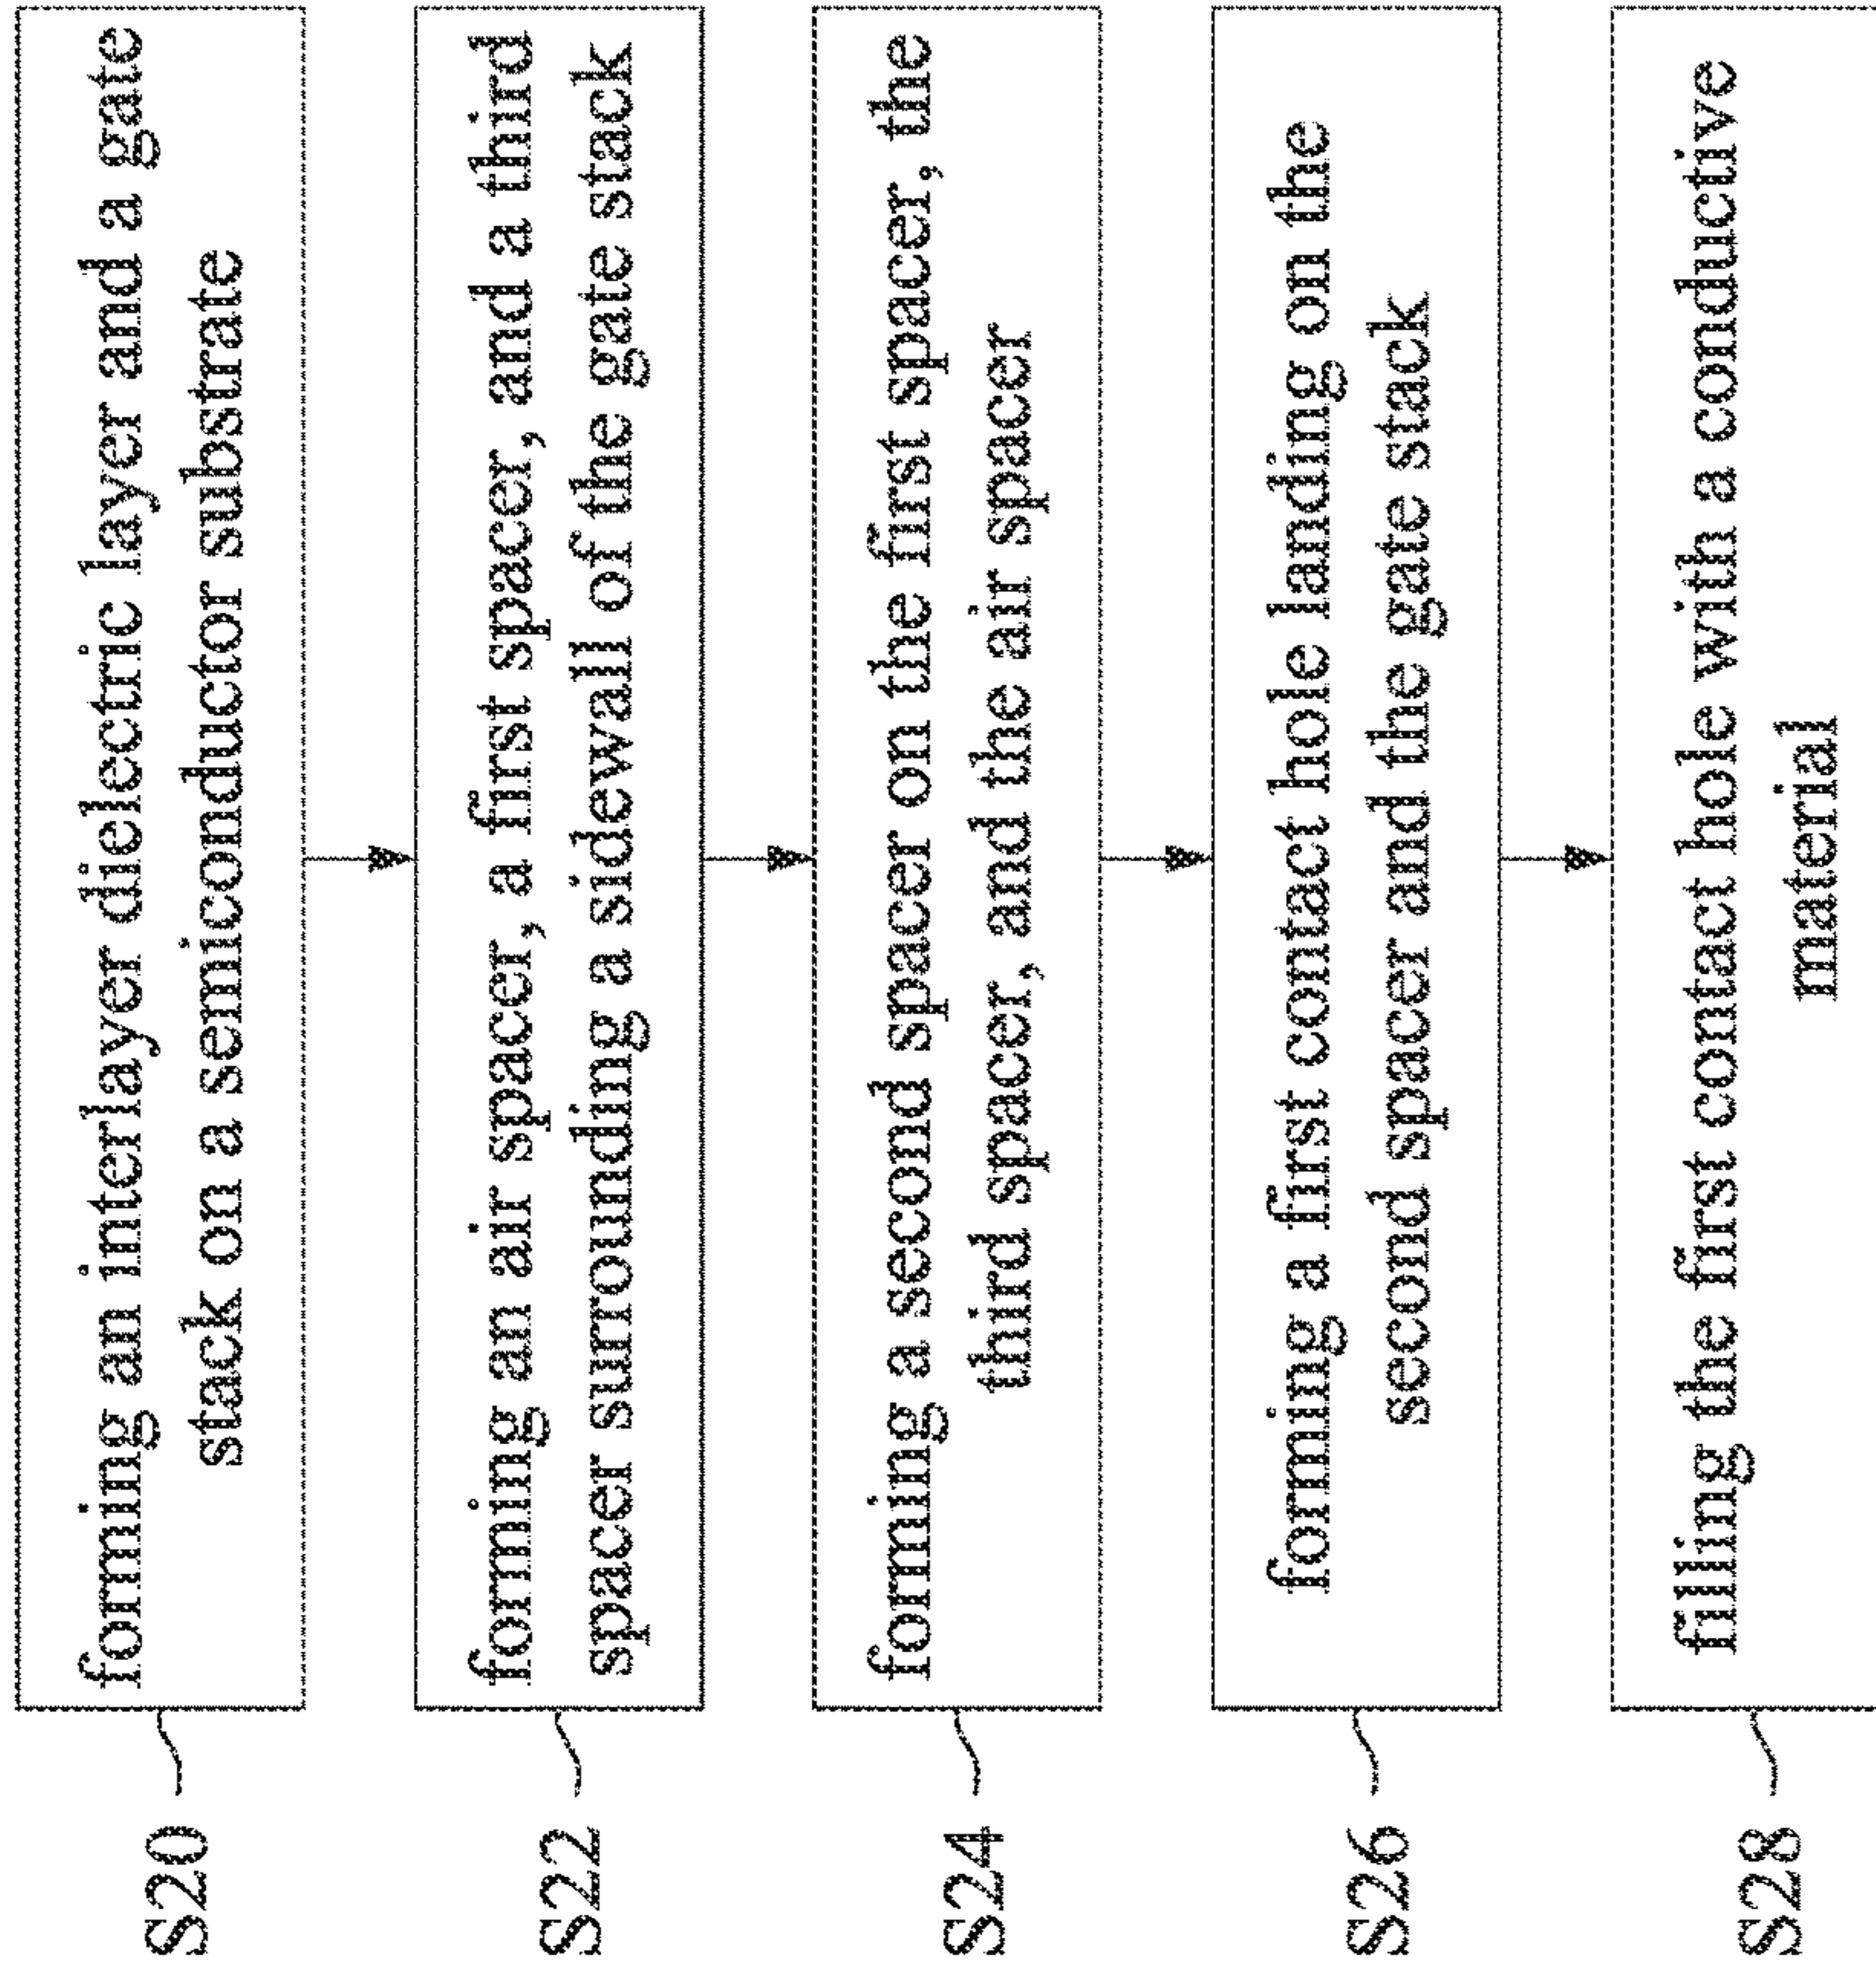 S20
forming an interlayer dielectric layer and a gate
stack on a semiconductor substrate
S22
forming an air spacer, a first spacer, and a third
spacer surrounding a sidewall of the gate stack
S24
forming a second spacer on the first spacer, the
third spacer, and the air spacer
S26
forming a first contact hole landing on the
second spacer and the gate stack
S28
filling the first contact hole with a conductive
material